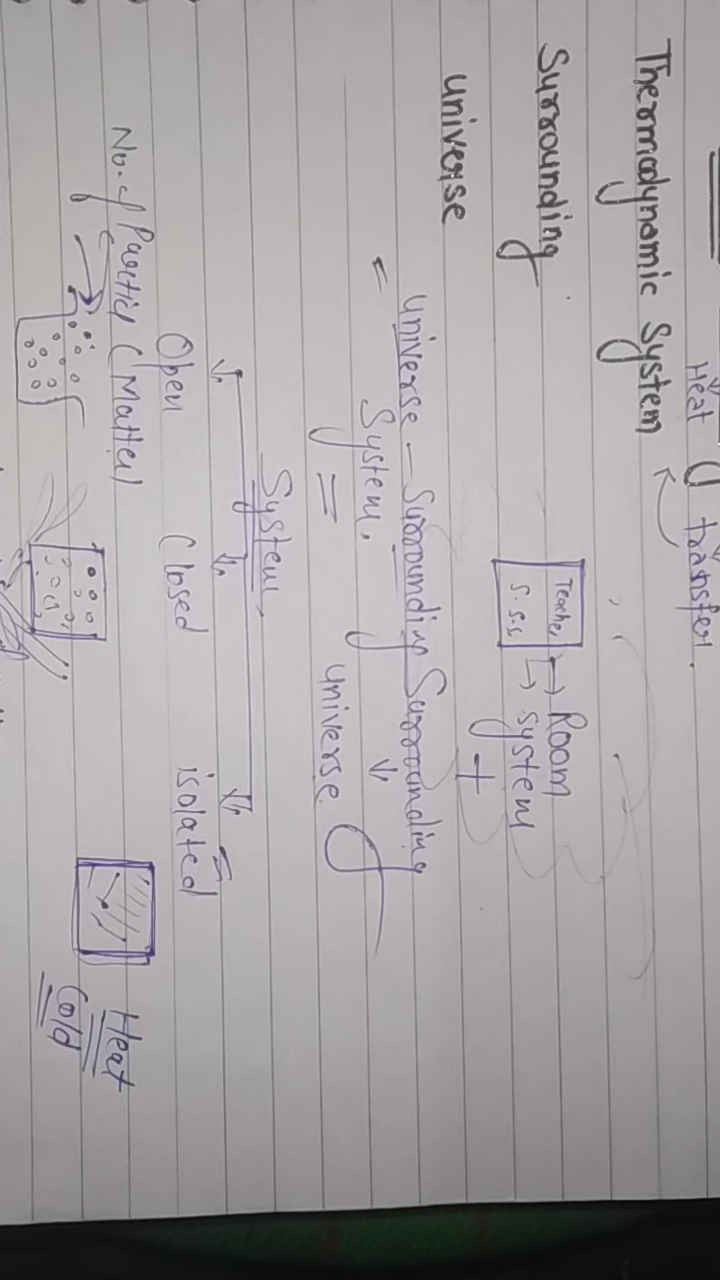 Heat transfer.
Thermodynamic System
Teacher
S.S.S
Room
Surrounding
system
+
Universe
Universe - Surrounding Surrounding
= System.
= Universe.
System
Open Closed isolated
No. of Particles (Matter)
Heat
Cold